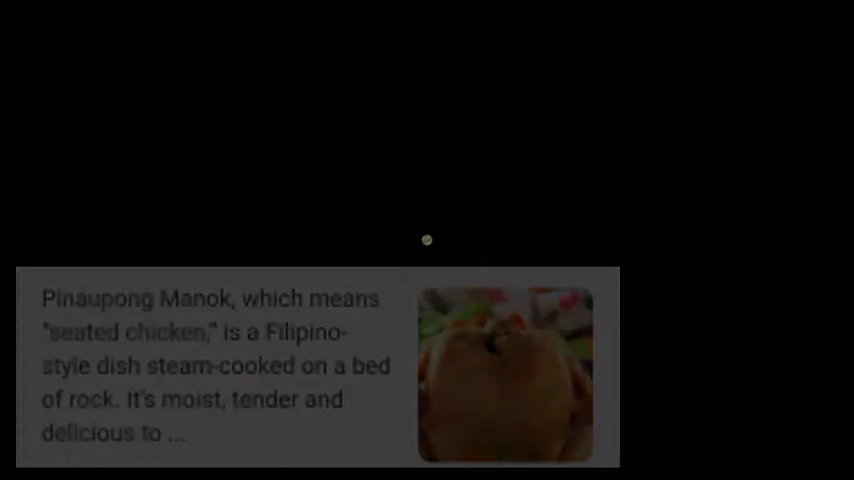 Pinaupong Manok, which means
"seated chicken," is a Filipino-
style dish steam-cooked on a bed
of rock. It's moist, tender and
delicious to ...